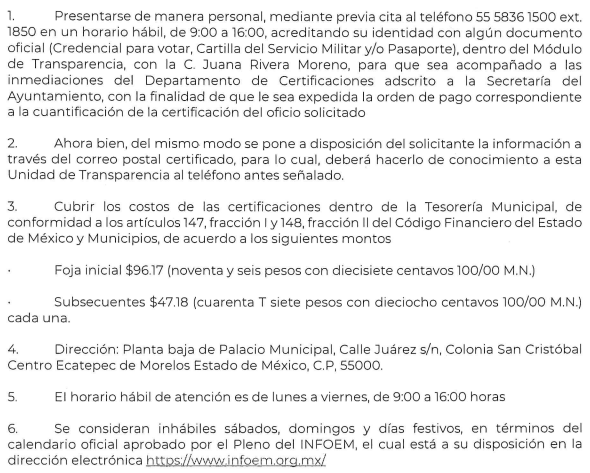 1. Presentarse de manera personal, mediante previa cita al teléfono 55 5836 1500 ext.
1850 en un horario hábil, de 9:00 a 16:00, acreditando su identidad con algún documento
oficial (Credencial para votar, Cartilla del Servicio Militar y/o Pasaporte), dentro del Módulo
de Transparencia, con la C. Juana Rivera Moreno, para que sea acompañado a las
inmediaciones del Departamento de Certificaciones adscrito a la Secretaría del
Ayuntamiento, con la finalidad de que le sea expedida la orden de pago correspondiente
a la cuantificación de la certificación del oficio solicitado
2. Ahora bien, del mismo modo se pone a disposición del solicitante la información a
través del correo postal certificado, para lo cual, deberá hacerlo de conocimiento a esta
Unidad de Transparencia al teléfono antes señalado.
3. Cubrir los costos de las certificaciones dentro de la Tesorería Municipal, de
conformidad a los artículos 147, fracción I y 148, fracción II del Código Financiero del Estado
de México y Municipios, de acuerdo a los siguientes montos
· Foja inicial $96.17 (noventa y seis pesos con diecisiete centavos 100/00 M.N.)
· Subsecuentes $47.18 (cuarenta T siete pesos con dieciocho centavos 100/00 M.N.)
cada una.
4. Dirección: Planta baja de Palacio Municipal, Calle Juárez s/n, Colonia San Cristóbal
Centro Ecatepec de Morelos Estado de México, C.P, 55000.
5. El horario hábil de atención es de lunes a viernes, de 9:00 a 16:00 horas
6. Se consideran inhábiles sábados, domingos y días festivos, en términos del
calendario oficial aprobado por el Pleno del INFOEM, el cual está a su disposición en la
dirección electrónica https://www.infoem.org.mx/